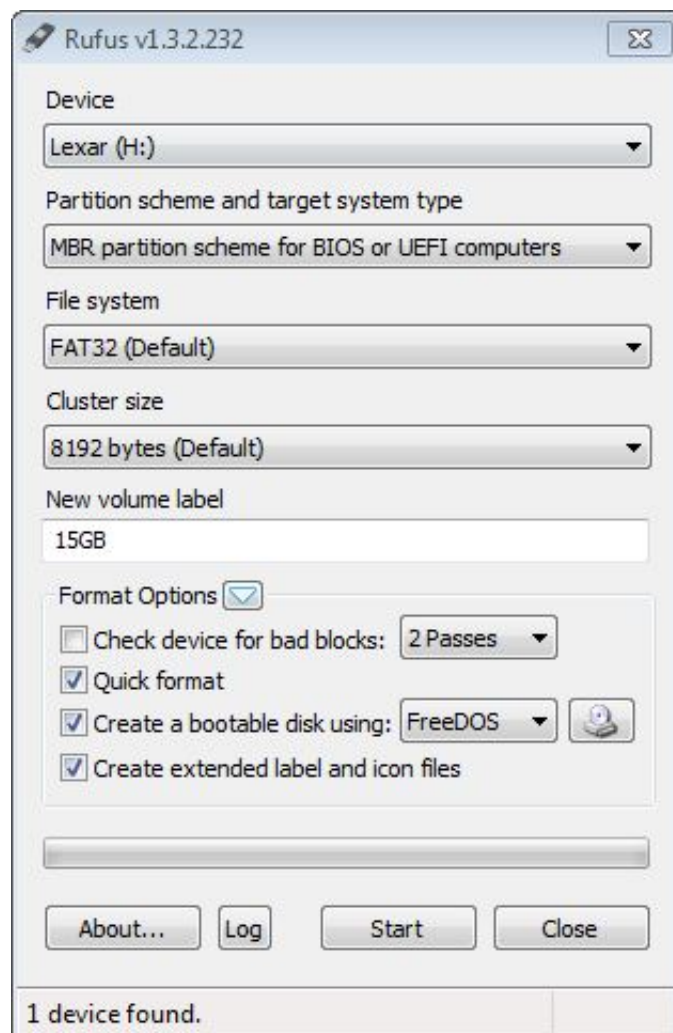 Rufus v1.3.2.232
Device
Lexar (H:)
Partition scheme and target system type
MBR partition scheme for BIOS or UEFI computers
File system
FAT32 (Default)
Cluster size
8192 bytes (Default)
New volume label
15GB
Format Options
Check device for bad blocks: 2 Passes
Quick format
Create a bootable disk using: FreeDOS
Create extended label and icon files
About... Log Start Close
1 device found.